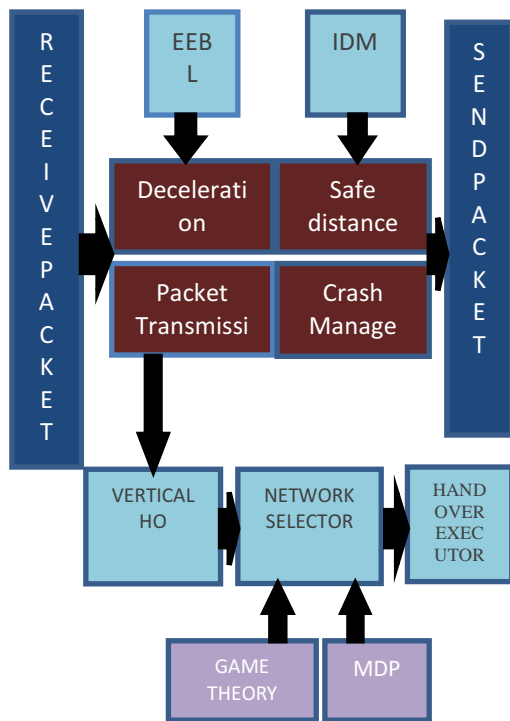 R
E
C
E
I
V
E
P
A
C
K
E
T
EEB
L
IDM
S
E
N
D
P
A
C
K
E
T
Decelerati
on
Safe
distance
Packet
Transmissi
Crash
Manage
VERTICAL
HO
NETWORK
SELECTOR
HAND
OVER
EXEC
UTOR
GAME
THEORY
MDP